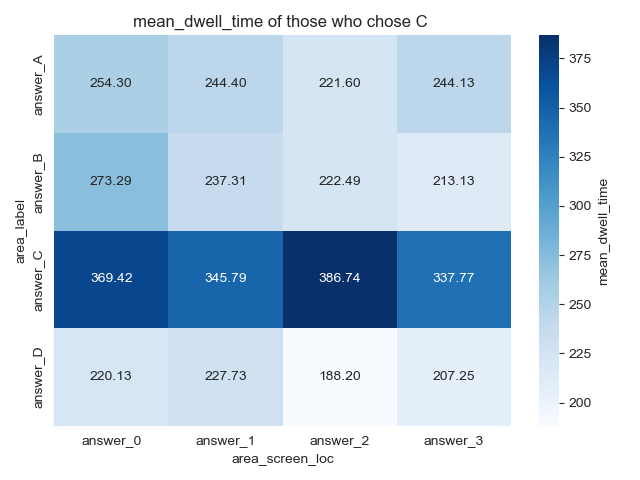 mean_dwell_time of those who chose C
answer_A
254.30 244.40 221.60 244.13
answer_B
273.29 237.31 222.49 213.13
answer_C
369.42 345.79 386.74 337.77
answer_D
220.13 227.73 188.20 207.25
area_label
answer_0 answer_1 answer_2 answer_3
area_screen_loc
375
350
325
300
275
250
225
200
mean_dwell_time